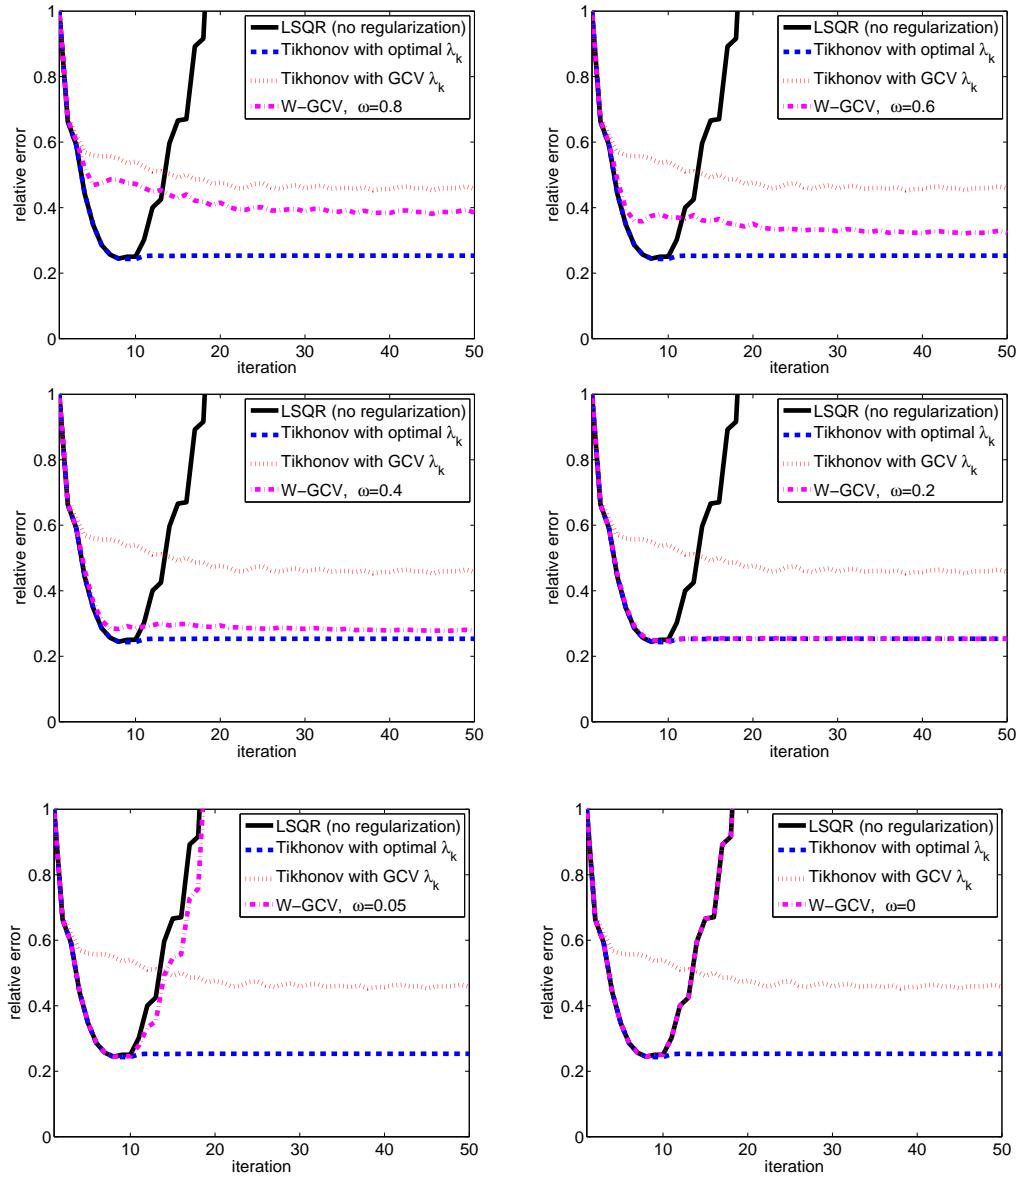 1
0.8
0.6
0.4
0.2
0
relative error
10
20
30
40
50
iteration
LSQR (no regularization)
Tikhonov with optimal λk
Tikhonov with GCV λk
W−GCV, ω=0.8
1
0.8
0.6
0.4
0.2
0
relative error
10
20
30
40
50
iteration
LSQR (no regularization)
Tikhonov with optimal λk
Tikhonov with GCV λk
W−GCV, ω=0.6
1
0.8
0.6
0.4
0.2
0
relative error
10
20
30
40
50
iteration
LSQR (no regularization)
Tikhonov with optimal λk
Tikhonov with GCV λk
W−GCV, ω=0.4
1
0.8
0.6
0.4
0.2
0
relative error
10
20
30
40
50
iteration
LSQR (no regularization)
Tikhonov with optimal λk
Tikhonov with GCV λk
W−GCV, ω=0.2
1
0.8
0.6
0.4
0.2
0
relative error
10
20
30
40
50
iteration
LSQR (no regularization)
Tikhonov with optimal λk
Tikhonov with GCV λk
W−GCV, ω=0.05
1
0.8
0.6
0.4
0.2
0
relative error
10
20
30
40
50
iteration
LSQR (no regularization)
Tikhonov with optimal λk
Tikhonov with GCV λk
W−GCV, ω=0